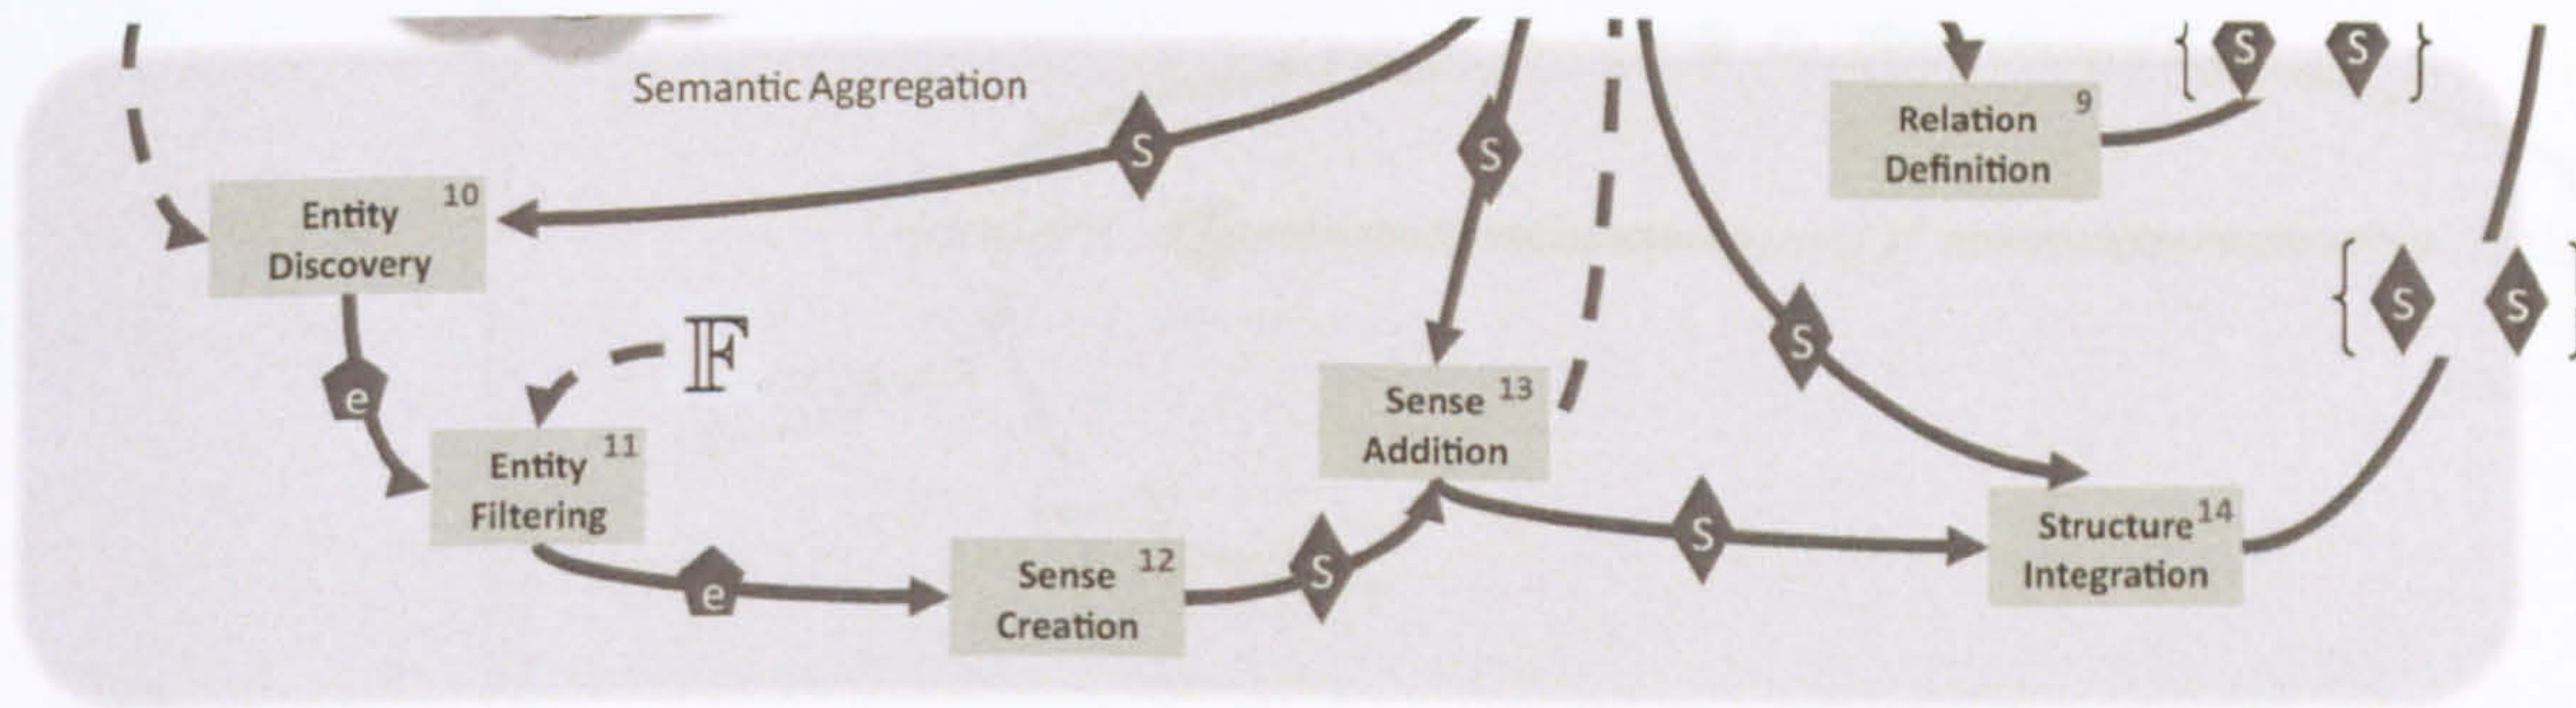 { S S }
Semantic Aggregation
S
S
Relation 9
Definition
Entity 10
Discovery
{ S S }
𝔽
S
e
Sense 13
Addition
Entity 11
Filtering
S
Structure 14
Integration
S
e
Sense 12
Creation